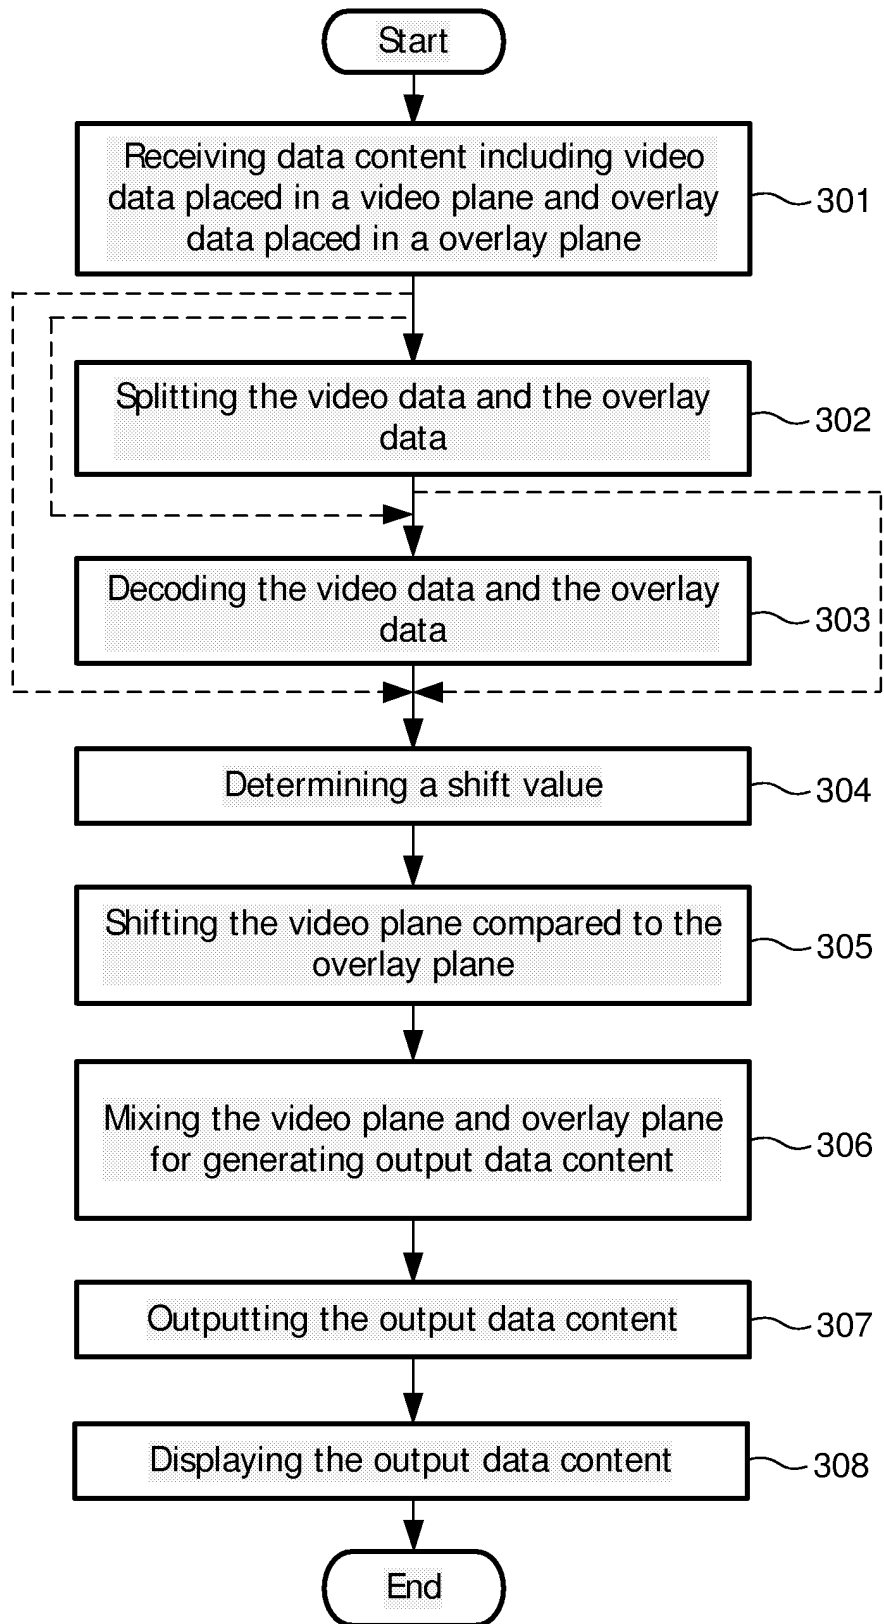 Start
Receiving data content including video
data placed in a video plane and overlay
data placed in a overlay plane
301
Splitting the video data and the overlay
data
302
Decoding the video data and the overlay
data
303
Determining a shift value
304
Shifting the video plane compared to the
overlay plane
305
Mixing the video plane and overlay plane
for generating output data content
306
Outputting the output data content
307
Displaying the output data content
308
End